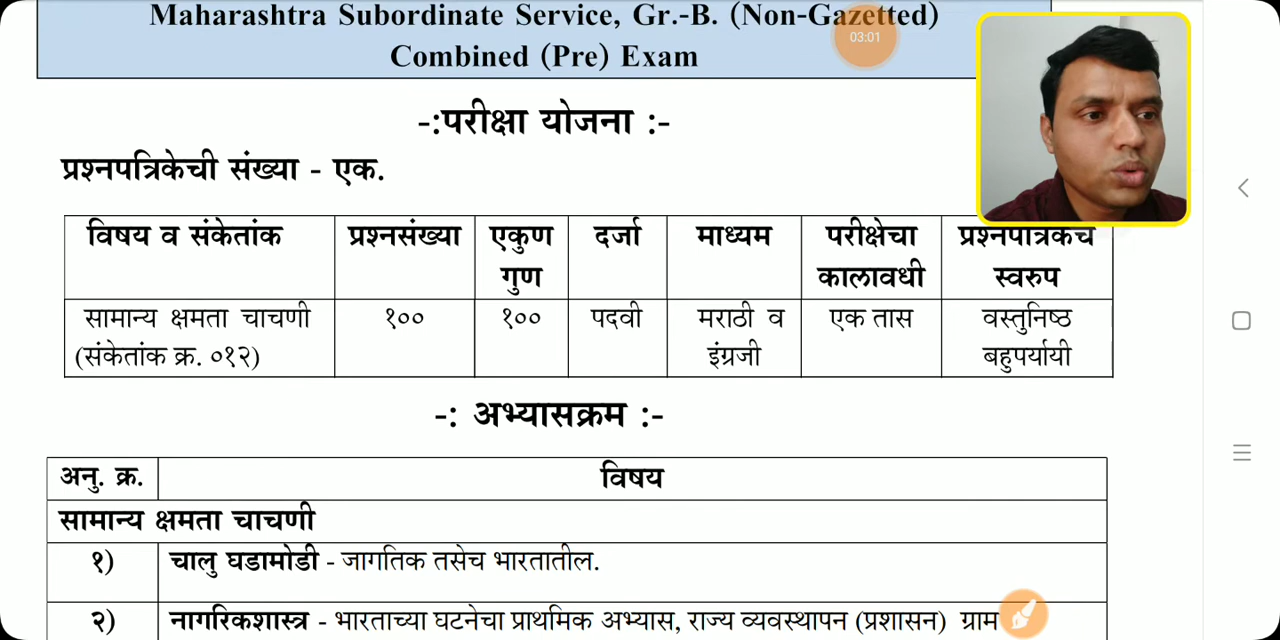 Maharashtra Subordinate Service, Gr.-B. (Non-Gazetted)
Combined (Pre) Exam
03:01
-:परीक्षा योजना :-
प्रश्नपत्रिकेची संख्या - एक.
विषय व संकेतांक प्रश्नसंख्या एकुण गुण दर्जा माध्यम परीक्षेचा कालावधी प्रश्नपत्रिकेचे स्वरुप
सामान्य क्षमता चाचणी (संकेतांक क्र. ०१२) १०० १०० पदवी मराठी व इंग्रजी एक तास वस्तुनिष्ठ बहुपर्यायी
-: अभ्यासक्रम :-
अनु. क्र. विषय
सामान्य क्षमता चाचणी
१) चालु घडामोडी - जागतिक तसेच भारतातील.
२) नागरिकशास्त्र - भारताच्या घटनेचा प्राथमिक अभ्यास, राज्य व्यवस्थापन (प्रशासन) ग्राम